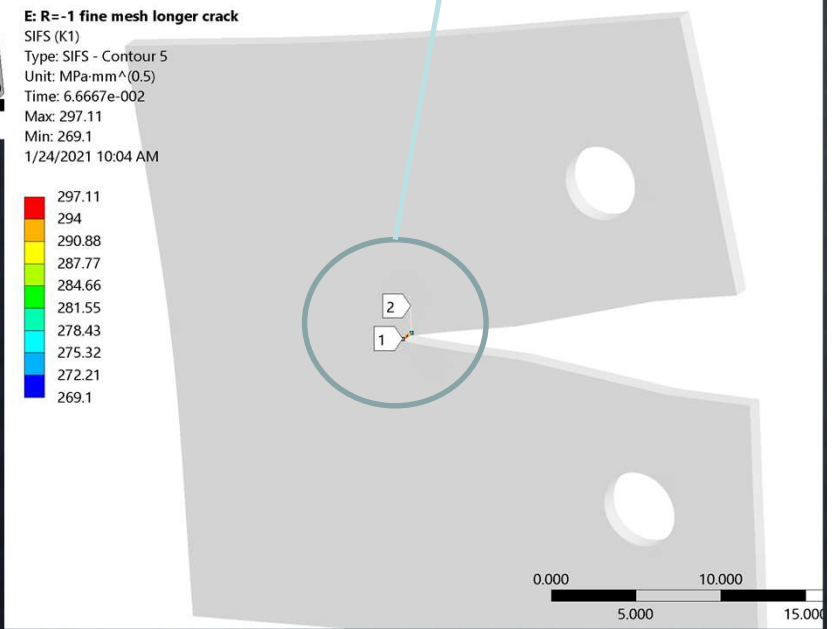 E: R=-1 fine mesh longer crack
SIFS (K1)
Type: SIFS - Contour 5
Unit: MPa·mm^(0.5)
Time: 6.6667e-002
Max: 297.11
Min: 269.1
1/24/2021 10:04 AM
297.11
294
290.88
287.77
284.66
281.55
278.43
275.32
272.21
269.1
2
1
0.000 10.000
5.000 15.000